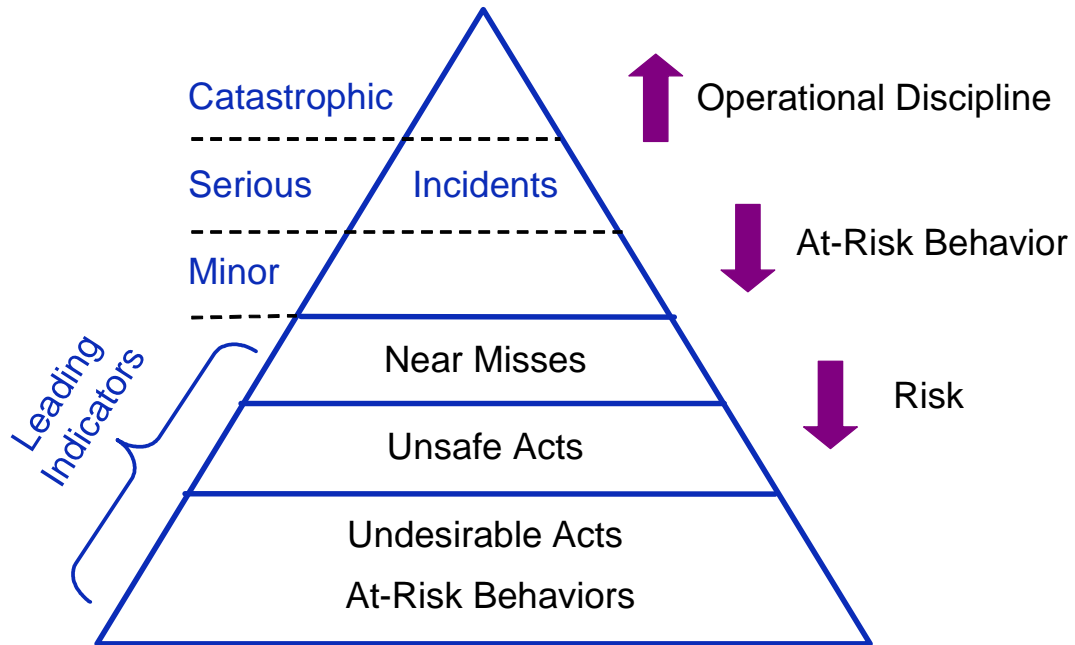 Catastrophic
Operational Discipline
Serious
Incidents
At-Risk Behavior
Minor
Near Misses
Leading
Indicators
Risk
Unsafe Acts
Undesirable Acts
At-Risk Behaviors